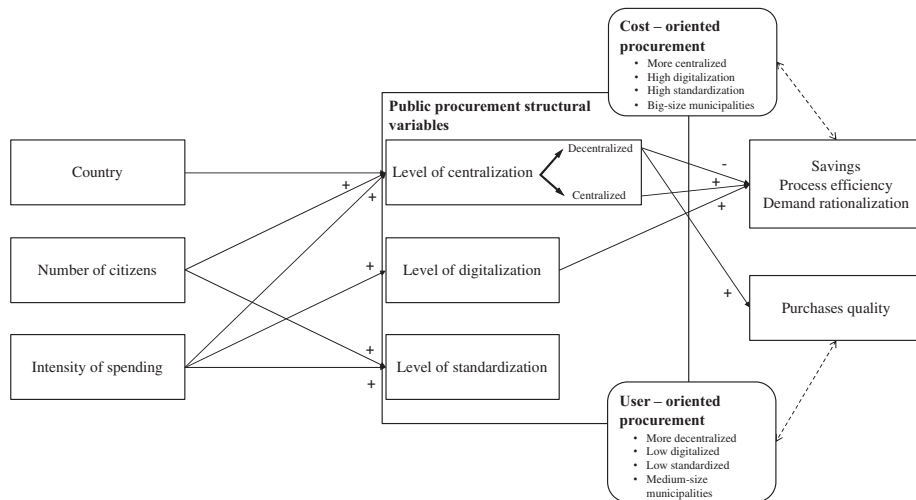 Cost – oriented
procurement
• More centralized
• High digitalization
• High standardization
• Big-size municipalities
Public procurement structural
variables
Country
Number of citizens
Intensity of spending
Level of centralization
Decentralized
Centralized
Level of digitalization
Level of standardization
+
+
+
+
+
-
+
+
+
Savings
Process efficiency
Demand rationalization
Purchases quality
User – oriented
procurement
• More decentralized
• Low digitalized
• Low standardized
• Medium-size
municipalities